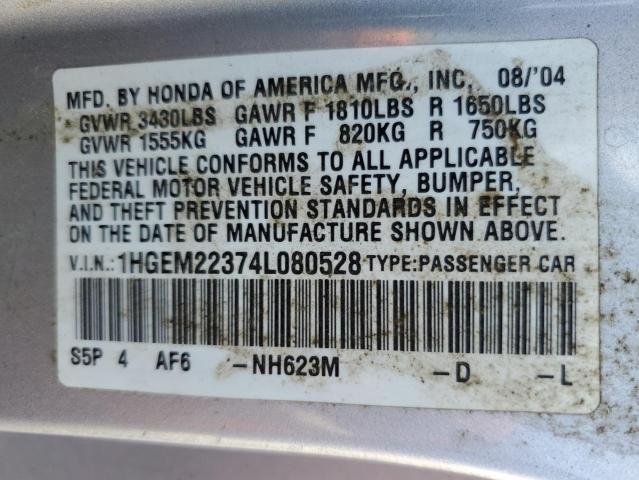 MFD. BY HONDA OF AMERICA MFG., INC. 08/'04
GVWR 3430LBS GAWR F 1810LBS R 1650LBS
GVWR 1555KG GAWR F 820KG R 750KG
THIS VEHICLE CONFORMS TO ALL APPLICABLE
FEDERAL MOTOR VEHICLE SAFETY, BUMPER,
AND THEFT PREVENTION STANDARDS IN EFFECT
ON THE DATE OF MANUFACTURE SHOWN ABOVE.
V.I.N.:1HGEM22374L080528 TYPE:PASSENGER CAR
S5P 4 AF6 -NH623M -D -L